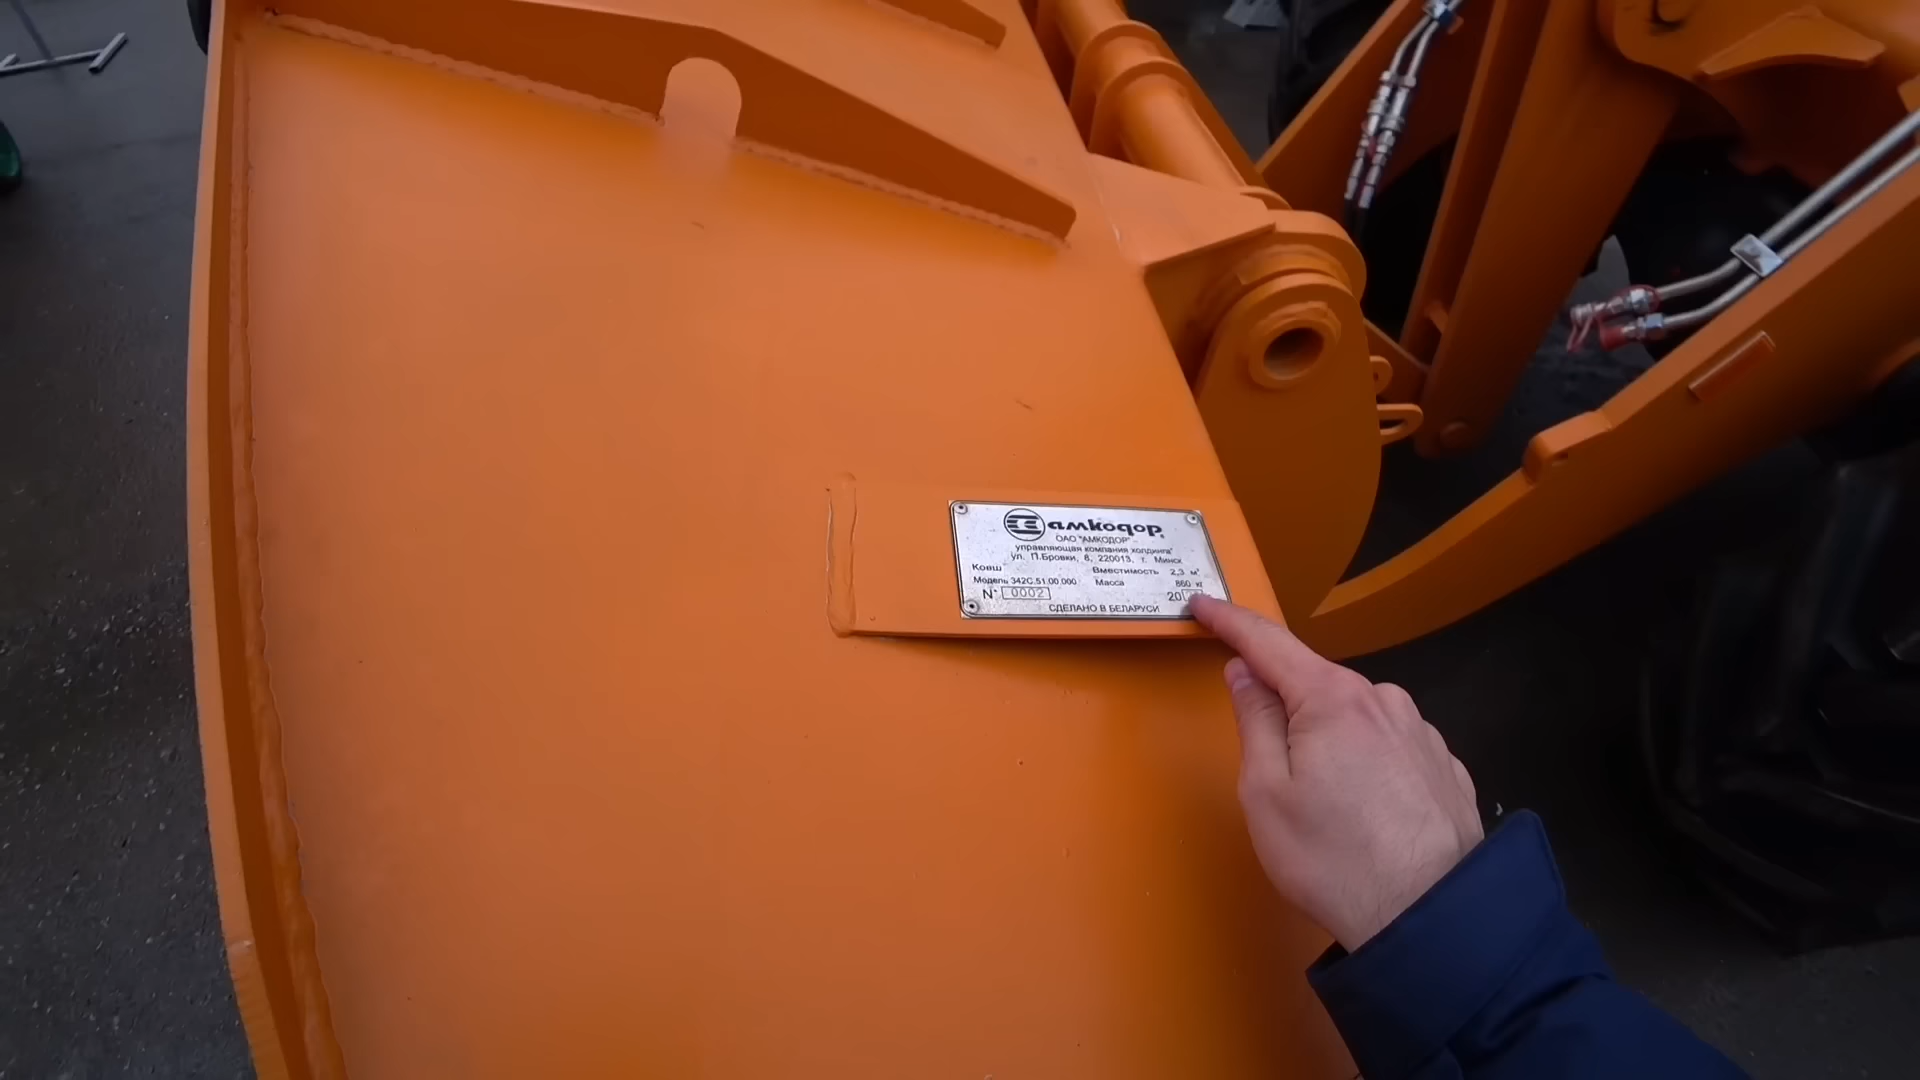 амкодор
ОАО "АМКОДОР" –
управляющая компания холдинга"
ул. П.Бровки, 8, 220013, г. Минск
Ковш Вместимость 2,3 м³
Модель 342С.51.00.000 Масса 860 кг
N° 0002 20
СДЕЛАНО В БЕЛАРУСИ